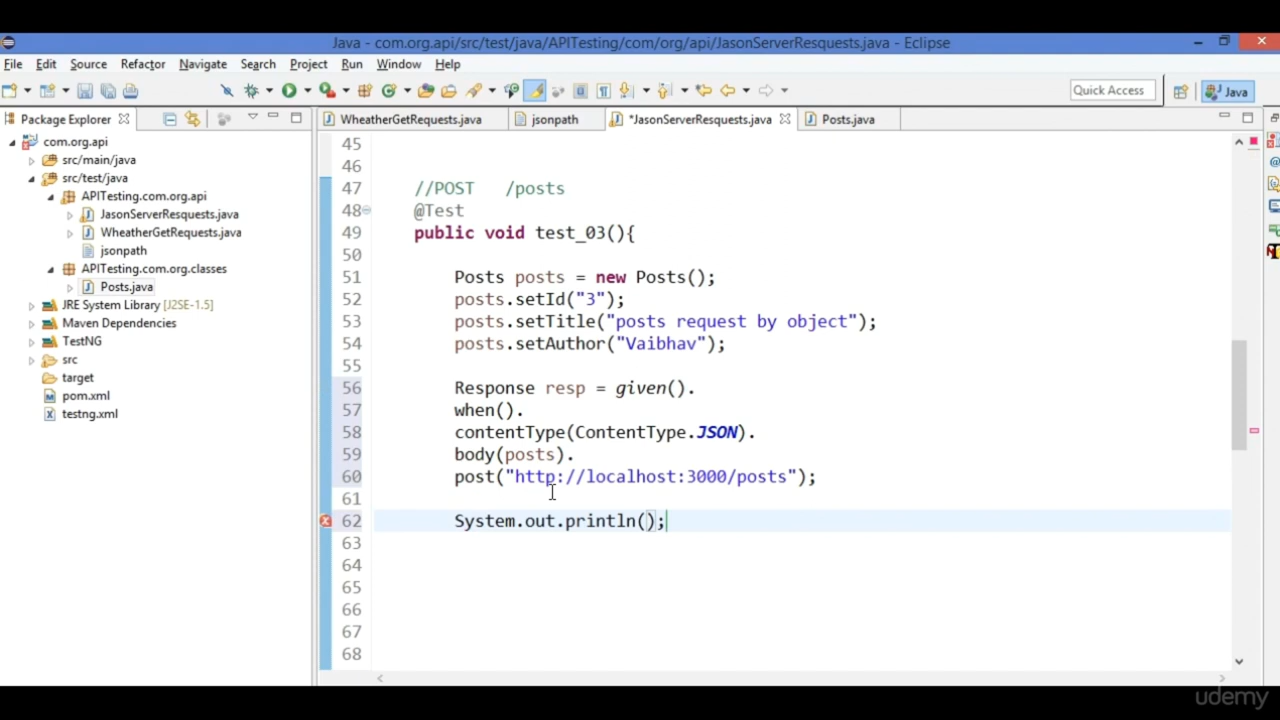 Java - com.org.api/src/test/java/APITesting/com/org/api/JasonServerResquests.java - Eclipse
File Edit Source Refactor Navigate Search Project Run Window Help
Quick Access Java
Package Explorer
WheatherGetRequests.java jsonpath *JasonServerResquests.java Posts.java
com.org.api
src/main/java
src/test/java
APITesting.com.org.api
JasonServerResquests.java
WheatherGetRequests.java
jsonpath
APITesting.com.org.classes
Posts.java
JRE System Library [J2SE-1.5]
Maven Dependencies
TestNG
src
target
pom.xml
testng.xml
45
46
47 //POST /posts
48 @Test
49 public void test_03(){
50
51 Posts posts = new Posts();
52 posts.setId("3");
53 posts.setTitle("posts request by object");
54 posts.setAuthor("Vaibhav");
55
56 Response resp = given().
57 when().
58 contentType(ContentType.JSON).
59 body(posts).
60 post("http://localhost:3000/posts");
61
62 System.out.println();
63
64
65
66
67
68
udemy